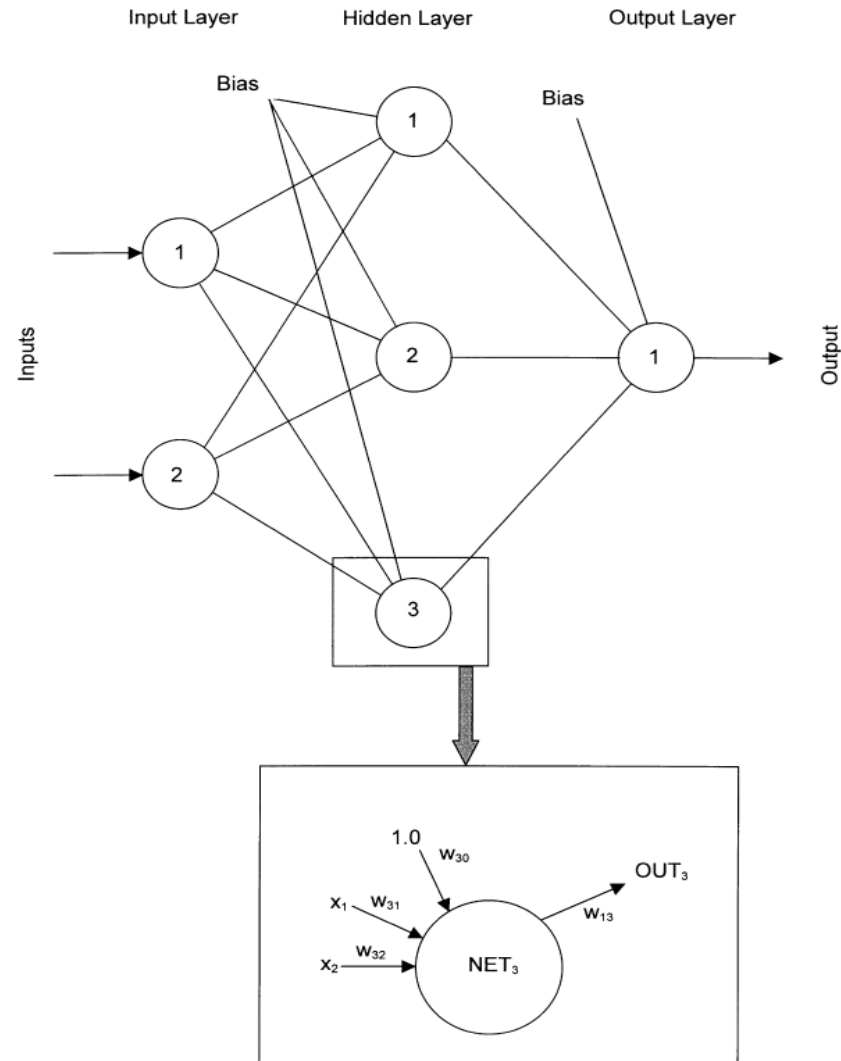 Input Layer
Hidden Layer
Output Layer
Bias
Bias
1
1
2
1
2
3
Inputs
Output
1.0
w₃₀
OUT₃
x₁
w₃₁
w₁₃
x₂
w₃₂
NET₃